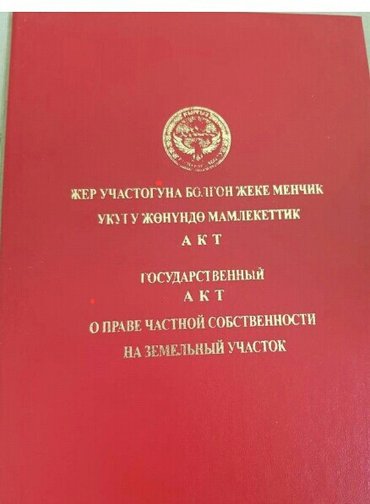 ЖЕР УЧАСТОГУНА БОЛГОН ЖЕКЕ МЕНЧИК
УКУГУ ЖӨНҮНДӨ МАМЛЕКЕТТИК
АКТ
ГОСУДАРСТВЕННЫЙ
АКТ
О ПРАВЕ ЧАСТНОЙ СОБСТВЕННОСТИ
НА ЗЕМЕЛЬНЫЙ УЧАСТОК